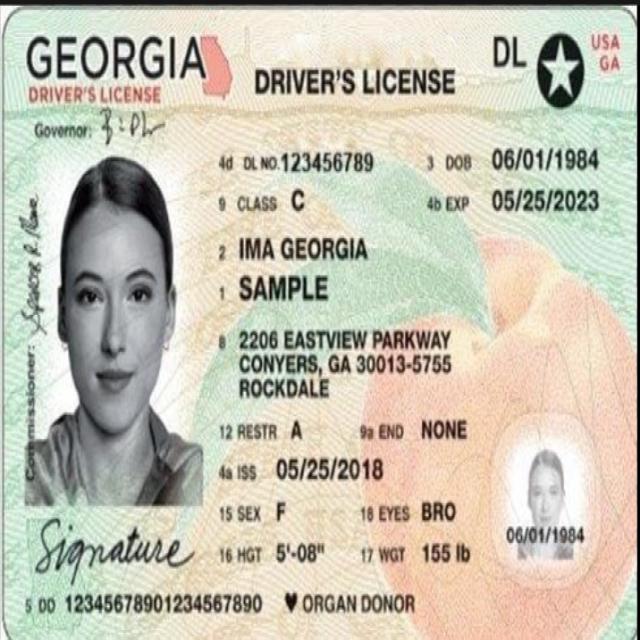 GEORGIA
DRIVER'S LICENSE
DRIVER'S LICENSE
DL
USA
GA
Governor:
4d DL NO.123456789
3 DOB 06/01/1984
9 CLASS C
4b EXP 05/25/2023
2 IMA GEORGIA
1 SAMPLE
8 2206 EASTVIEW PARKWAY
CONYERS, GA 30013-5755
ROCKDALE
12 RESTR A
9a END NONE
4a ISS 05/25/2018
15 SEX F
18 EYES BRO
16 HGT 5'-08"
17 WGT 155 lb
5 DD 12345678901234567890
♥ ORGAN DONOR
Commissioner:
Signature
06/01/1984